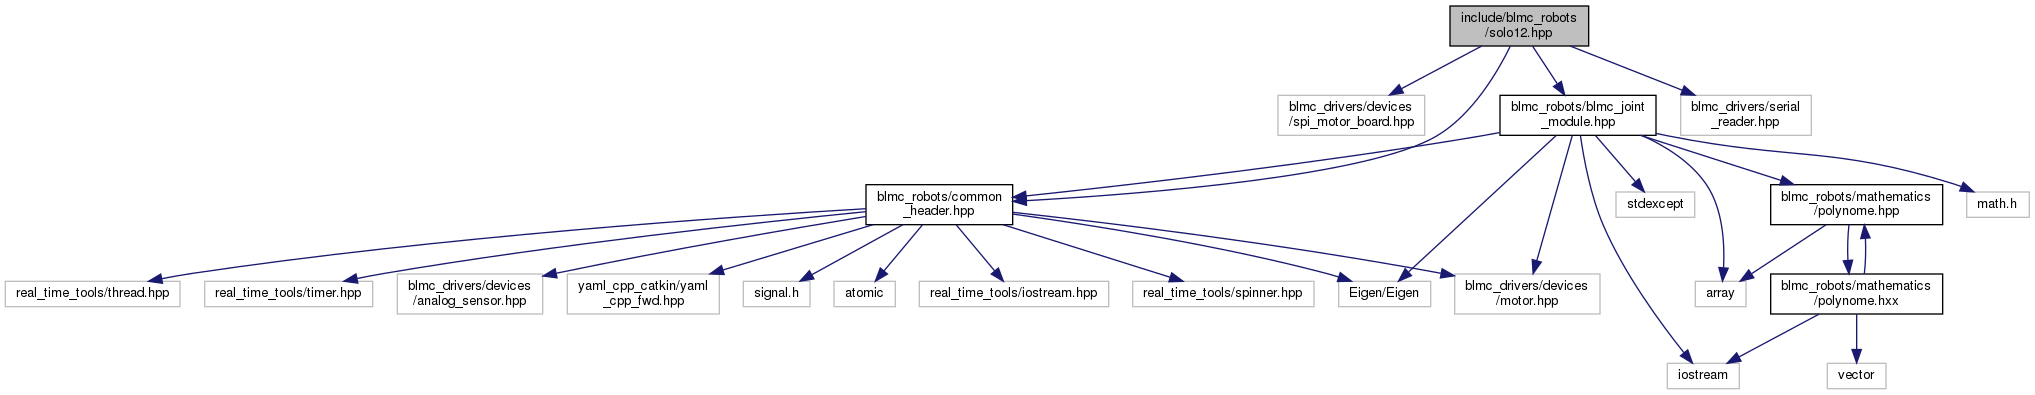 include/blmc_robots
/solo12.hpp
blmc_drivers/devices
/spi_motor_board.hpp
blmc_robots/blmc_joint
_module.hpp
blmc_drivers/serial
_reader.hpp
blmc_robots/common
_header.hpp
stdexcept
blmc_robots/mathematics
/polynome.hpp
math.h
real_time_tools/thread.hpp
real_time_tools/timer.hpp
blmc_drivers/devices
/analog_sensor.hpp
yaml_cpp_catkin/yaml
_cpp_fwd.hpp
signal.h
atomic
real_time_tools/iostream.hpp
real_time_tools/spinner.hpp
Eigen/Eigen
blmc_drivers/devices
/motor.hpp
array
blmc_robots/mathematics
/polynome.hxx
iostream
vector